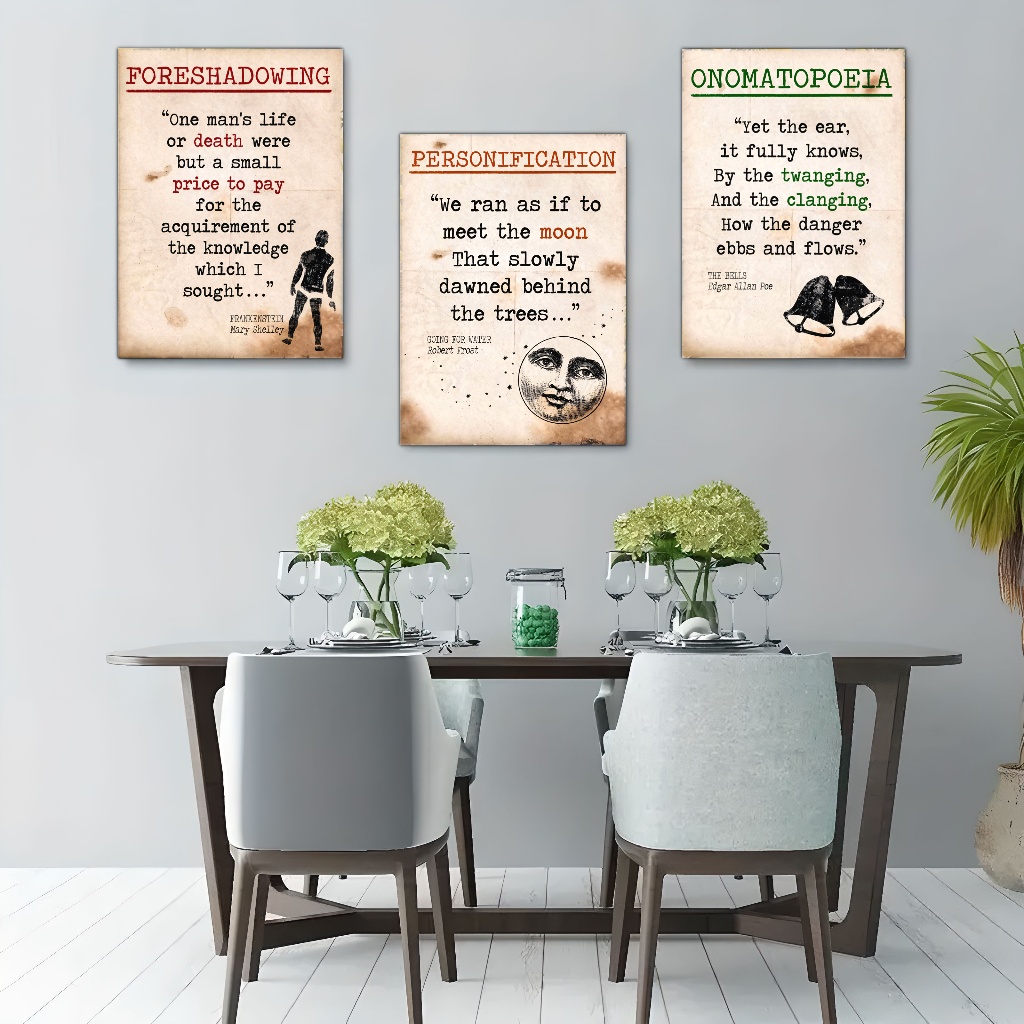 FORESHADOWING
“One man's life
or death were
but a small
price to pay
for the
acquirement of
the knowledge
which I
sought...”
FRANKENSTEIN
Mary Shelley
PERSONIFICATION
“We ran as if to
meet the moon
That slowly
dawned behind
the trees...”
GOING FOR WATER
Robert Frost
ONOMATOPOEIA
“Yet the ear,
it fully knows,
By the twanging,
And the clanging,
How the danger
ebbs and flows.”
THE BELLS
Edgar Allan Poe